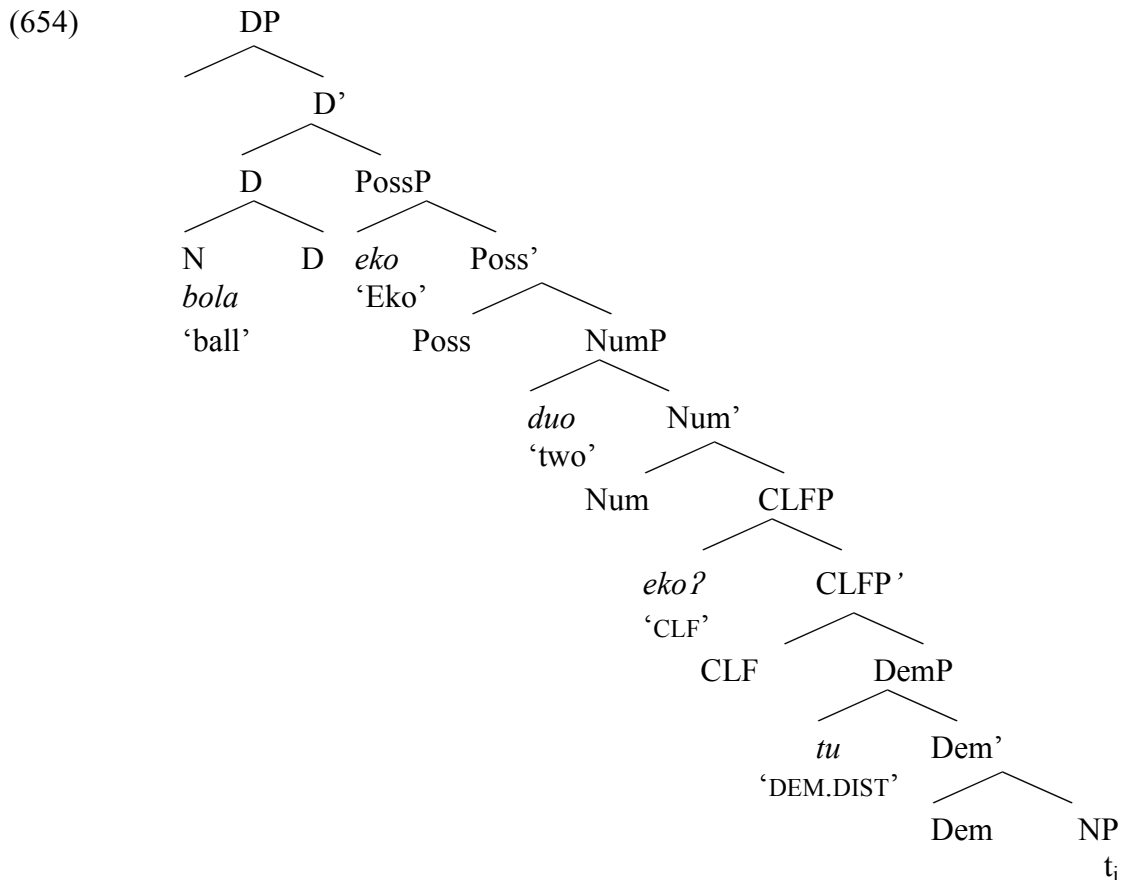 (654) DP
D’
D PossP
N D eko Poss’
bola ‘Eko’
‘ball’ Poss NumP
duo Num’
‘two’
Num CLFP
ekoʔ CLFP’
‘CLF’
CLF DemP
tu Dem’
‘DEM.DIST’
Dem NP
ti